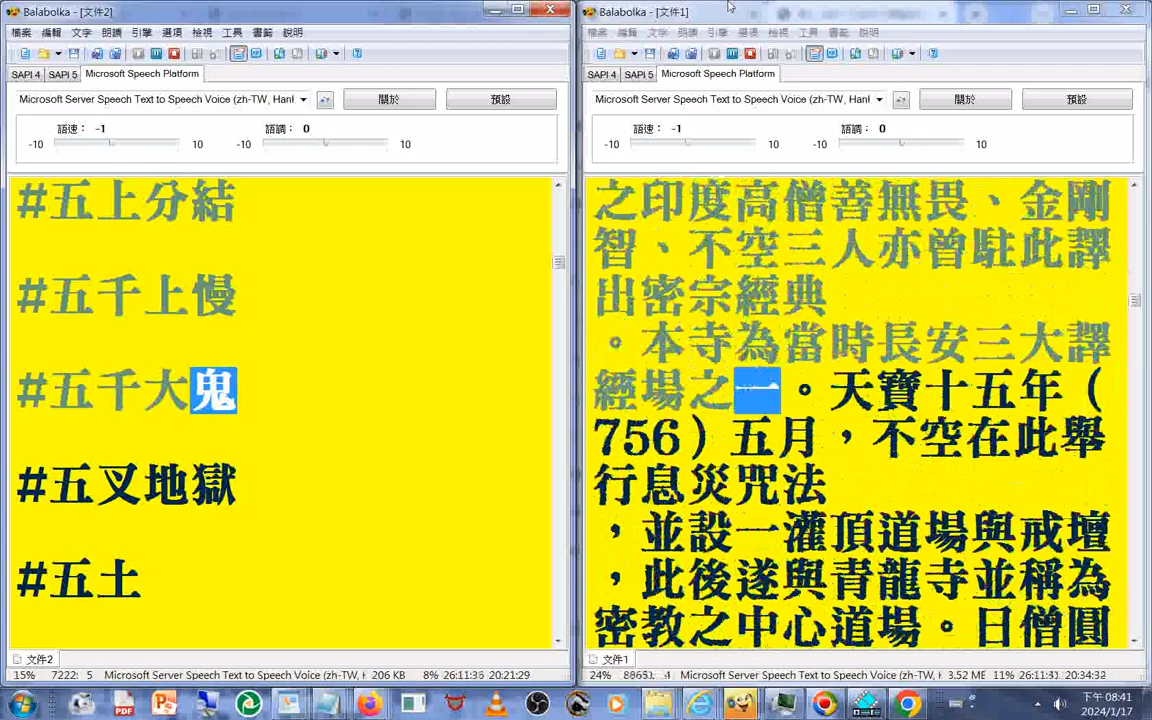 Balabolka - [文件2]
檔案 編輯 文字 朗讀 引擎 選項 檢視 工具 書籤 說明
SAPI 4 SAPI 5 Microsoft Speech Platform
Microsoft Server Speech Text to Speech Voice (zh-TW, Han
關於 預設
語速： -1 語調： 0
-10 10 -10 10
#五上分結
#五千上慢
#五千大鬼
#五叉地獄
#五土
文件2
15% 7222: 5 Microsoft Server Speech Text to Speech Voice (zh-TW, H 206 KB 8% 26:11:36 20:21:29
Balabolka - [文件1]
檔案 編輯 文字 朗讀 引擎 選項 檢視 工具 書籤 說明
SAPI 4 SAPI 5 Microsoft Speech Platform
Microsoft Server Speech Text to Speech Voice (zh-TW, Han
關於 預設
語速： -1 語調： 0
-10 10 -10 10
之印度高僧善無畏、金剛
智、不空三人亦曾駐此譯
出密宗經典
。本寺為當時長安三大譯
經場之一。天寶十五年（
756）五月，不空在此舉
行息災咒法
，並設一灌頂道場與戒壇
，此後遂與青龍寺並稱為
密教之中心道場。日僧圓
文件1
24% Microsoft Server Speech Text to Speech Voice (zh-TW, H 3.52 MB 11% 20:34:32
下午 08:41
2024/1/17